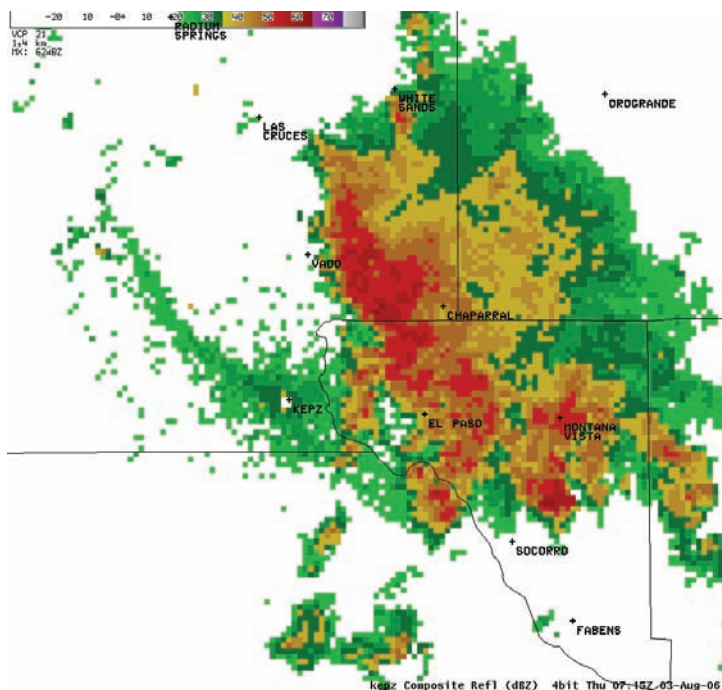 -20 10 -0+ 10 +20 30 40 50 60 70
RADIUM
SPRINGS
VCP 21
1.4 km
MX: 62dBZ
WHITE
SANDS
OROGRANDE
LAS
CRUCES
VADO
CHAPARRAL
KEPZ
EL PASO
MONTANA
VISTA
SOCORRO
FABENS
kepz Composite Refl (dBZ) 4bit Thu 07:15Z 03-Aug-06